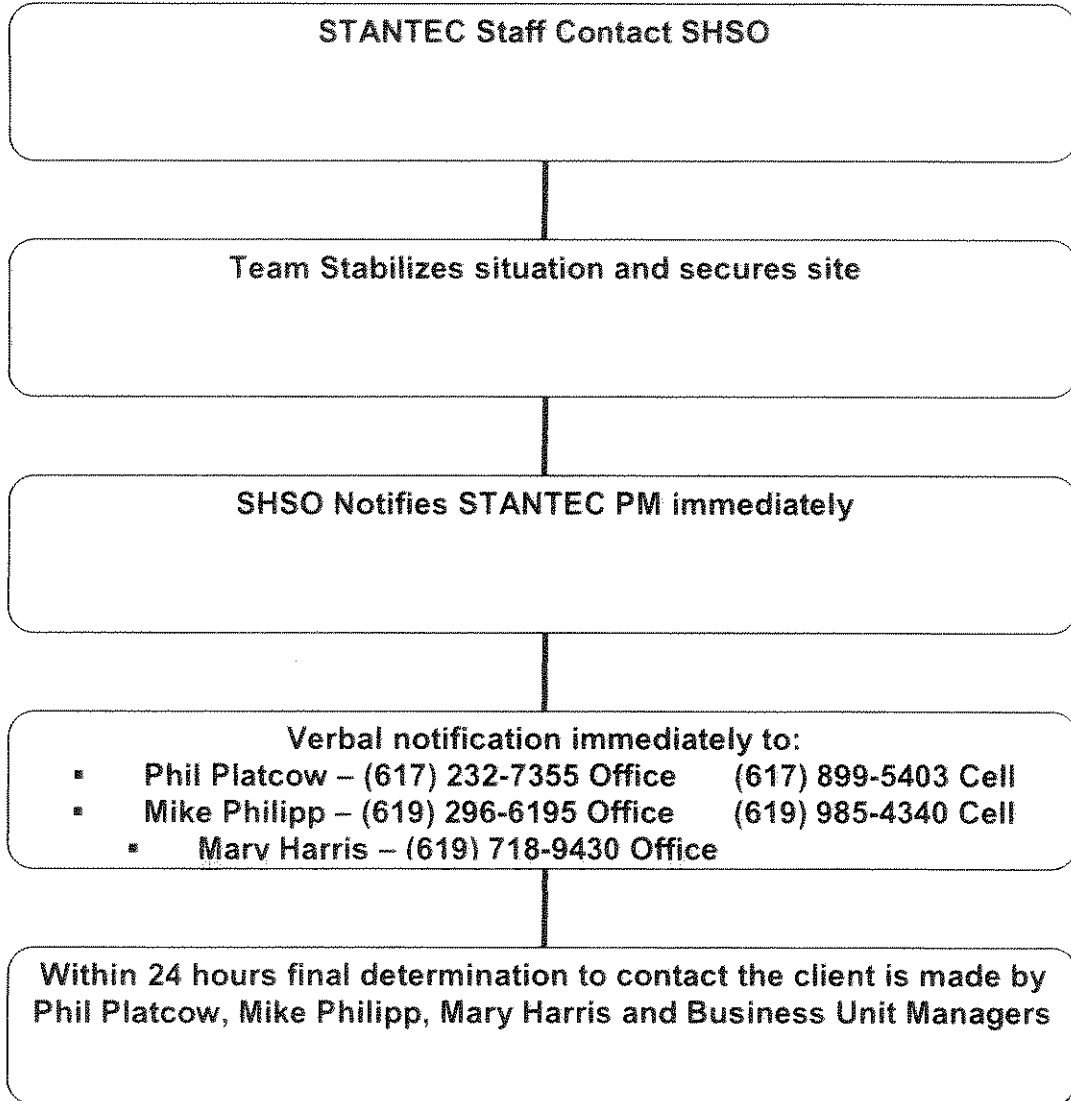 STANTEC Staff Contact SHSO
Team Stabilizes situation and secures site
SHSO Notifies STANTEC PM immediately
Verbal notification immediately to:
▪ Phil Platcow – (617) 232-7355 Office (617) 899-5403 Cell
▪ Mike Philipp – (619) 296-6195 Office (619) 985-4340 Cell
▪ Mary Harris – (619) 718-9430 Office
Within 24 hours final determination to contact the client is made by
Phil Platcow, Mike Philipp, Mary Harris and Business Unit Managers